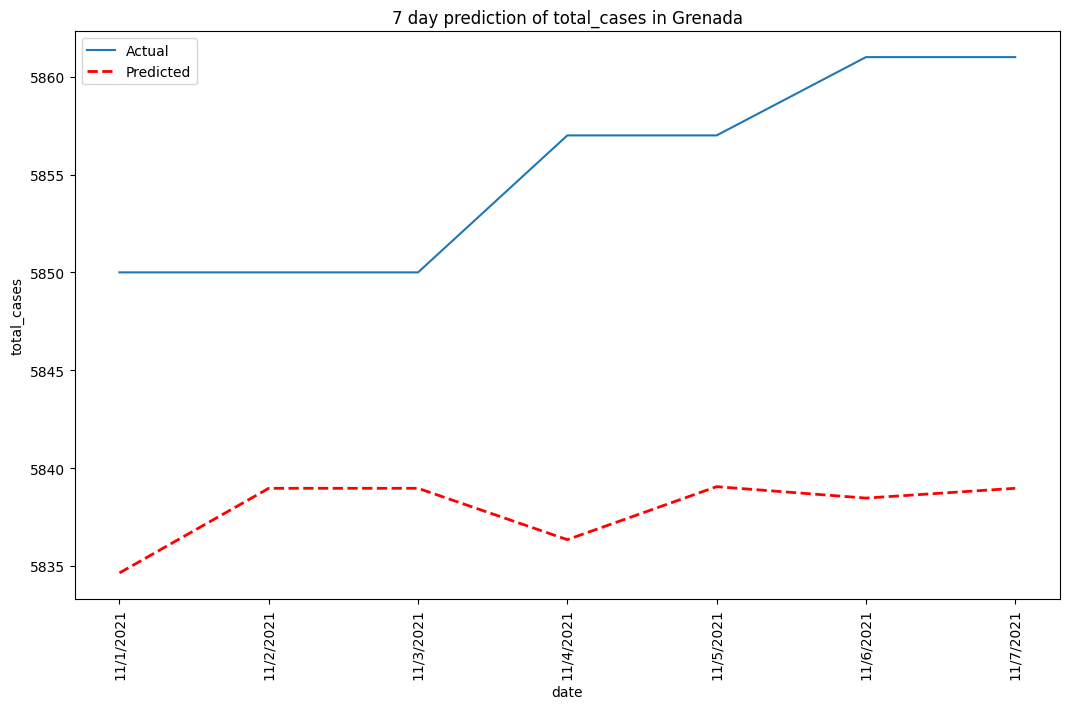 7 day prediction of total_cases in Grenada
Actual
Predicted
total_cases
5860
5855
5850
5845
5840
5835
11/1/2021
11/2/2021
11/3/2021
11/4/2021
11/5/2021
11/6/2021
11/7/2021
date